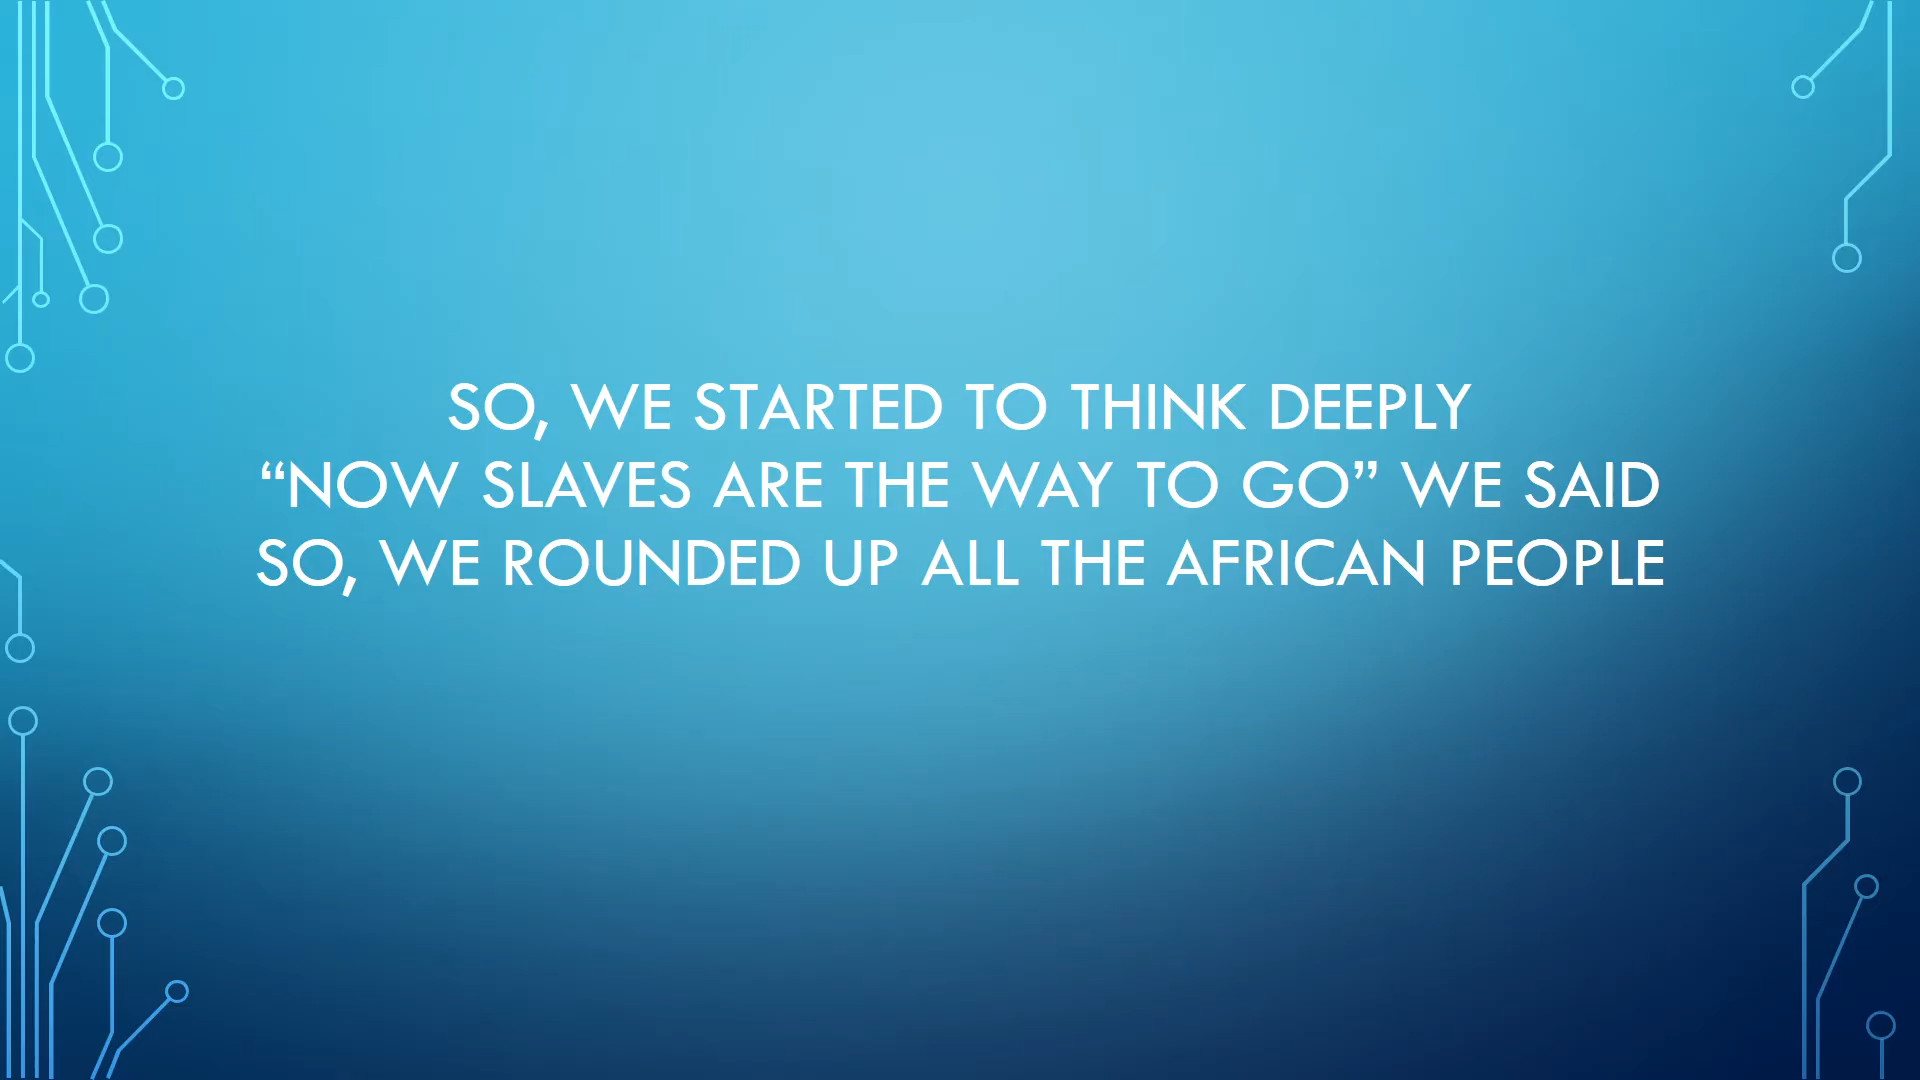 SO, WE STARTED TO THINK DEEPLY
“NOW SLAVES ARE THE WAY TO GO” WE SAID
SO, WE ROUNDED UP ALL THE AFRICAN PEOPLE